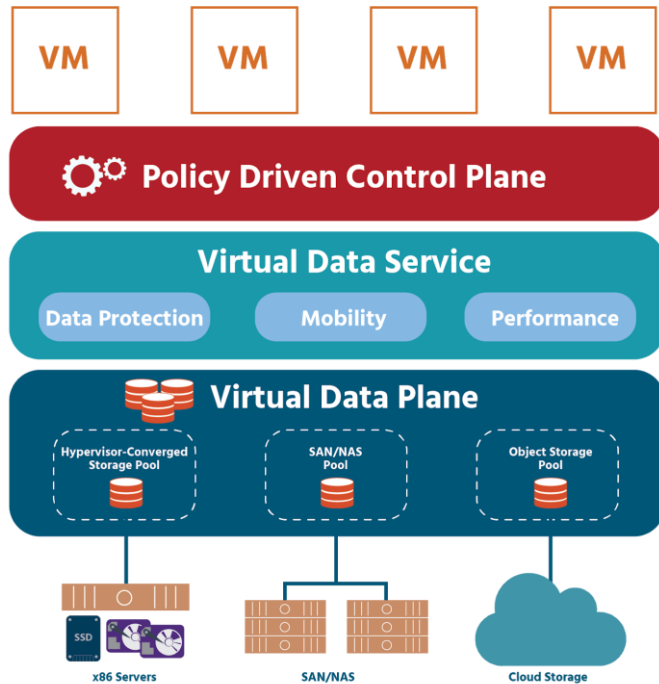 VM VM VM VM
Policy Driven Control Plane
Virtual Data Service
Data Protection Mobility Performance
Virtual Data Plane
Hypervisor-Converged
Storage Pool
SAN/NAS
Pool
Object Storage
Pool
SSD
x86 Servers SAN/NAS Cloud Storage